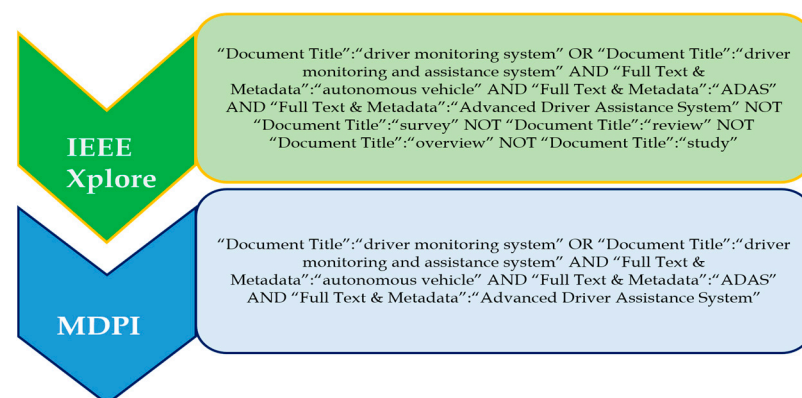 IEEE
Xplore
“Document Title”:“driver monitoring system” OR “Document Title”:“driver
monitoring and assistance system” AND “Full Text &
Metadata”:“autonomous vehicle” AND “Full Text & Metadata”:“ADAS”
AND “Full Text & Metadata”:“Advanced Driver Assistance System” NOT
“Document Title”:“survey” NOT “Document Title”:“review” NOT
“Document Title”:“overview” NOT “Document Title”:“study”
MDPI
“Document Title”:“driver monitoring system” OR “Document Title”:“driver
monitoring and assistance system” AND “Full Text &
Metadata”:“autonomous vehicle” AND “Full Text & Metadata”:“ADAS”
AND “Full Text & Metadata”:“Advanced Driver Assistance System”